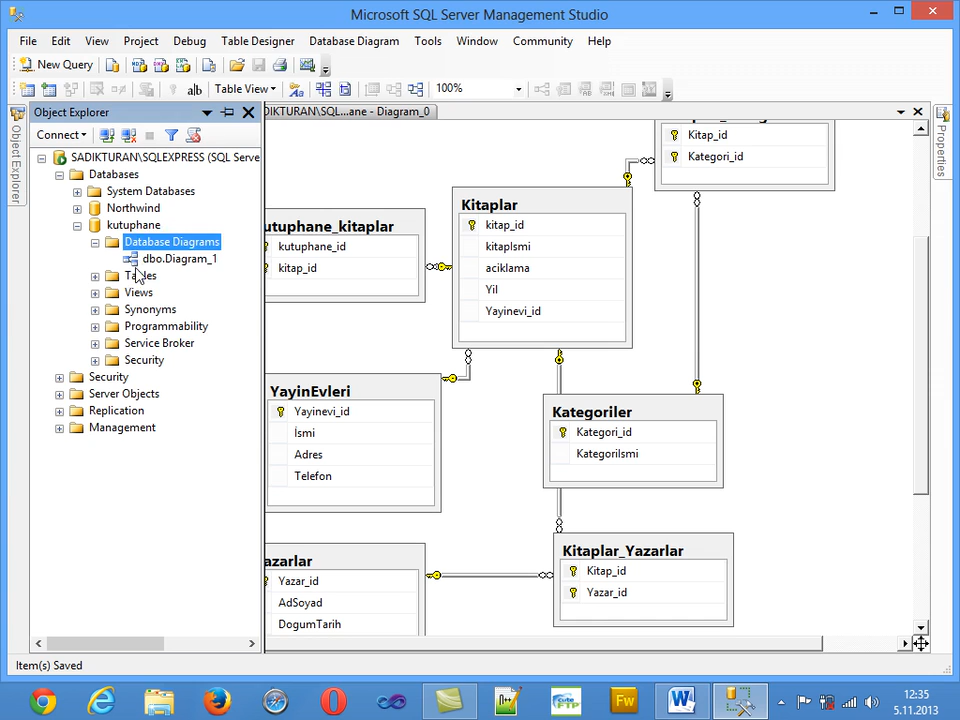 Microsoft SQL Server Management Studio
File Edit View Project Debug Table Designer Database Diagram Tools Window Community Help
New Query
ab Table View 100%
Object Explorer
DIKTURAN\SQL...ane - Diagram_0
Object Explorer
Properties
Connect
SADIKTURAN\SQLEXPRESS (SQL Serve
Databases
System Databases
Northwind
kutuphane
Database Diagrams
dbo.Diagram_1
Tables
Views
Synonyms
Programmability
Service Broker
Security
Security
Server Objects
Replication
Management
Kitap_id
Kategori_id
utuphane_kitaplar
kutuphane_id
kitap_id
Kitaplar
kitap_id
kitapIsmi
aciklama
Yil
Yayinevi_id
YayinEvleri
Yayinevi_id
İsmi
Adres
Telefon
Kategoriler
Kategori_id
KategoriIsmi
azarlar
Yazar_id
AdSoyad
DogumTarih
Kitaplar_Yazarlar
Kitap_id
Yazar_id
Item(s) Saved
12:35
5.11.2013